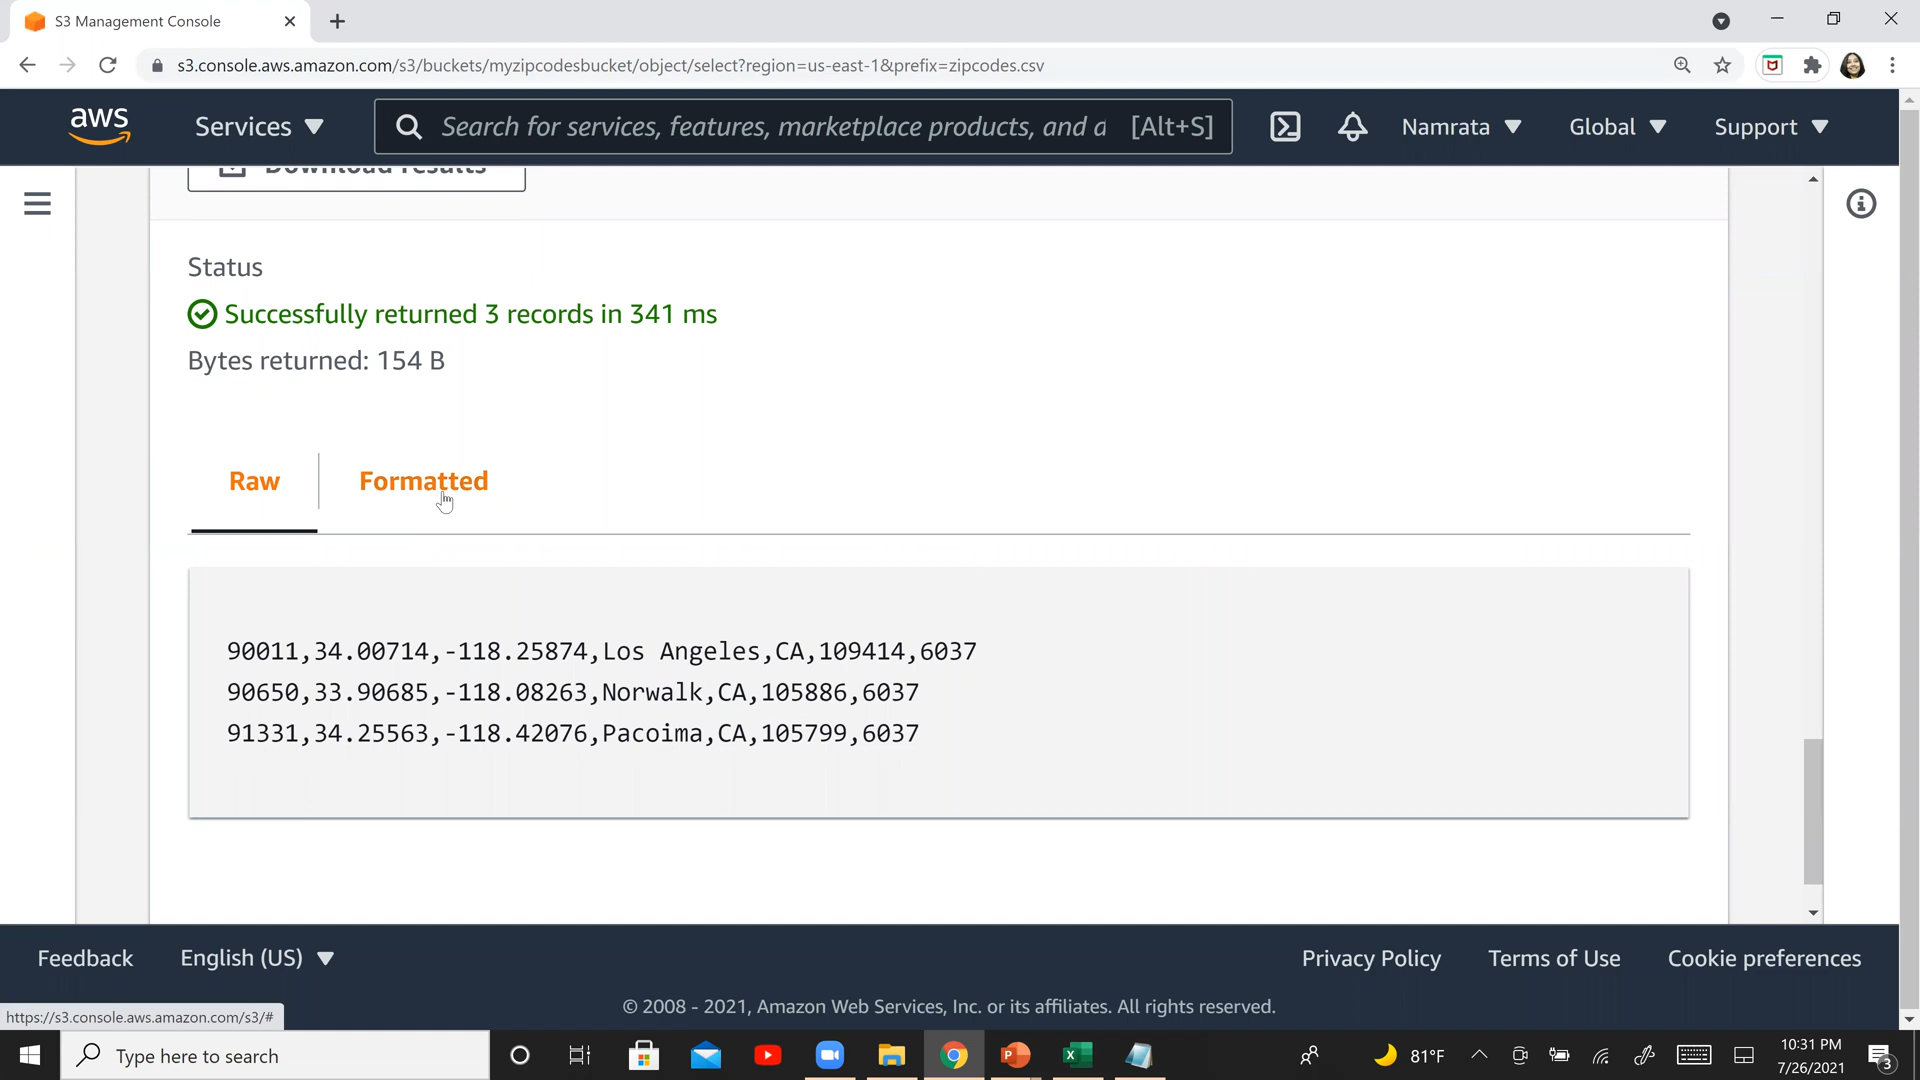 S3 Management Console
s3.console.aws.amazon.com/s3/buckets/myzipcodesbucket/object/select?region=us-east-1&prefix=zipcodes.csv
aws
Services
Search for services, features, marketplace products, and d
[Alt+S]
Namrata
Global
Support
Download results
Status
Successfully returned 3 records in 341 ms
Bytes returned: 154 B
Raw
Formatted
90011,34.00714,-118.25874,Los Angeles,CA,109414,6037
90650,33.90685,-118.08263,Norwalk,CA,105886,6037
91331,34.25563,-118.42076,Pacoima,CA,105799,6037
Feedback
English (US)
Privacy Policy
Terms of Use
Cookie preferences
© 2008 - 2021, Amazon Web Services, Inc. or its affiliates. All rights reserved.
https://s3.console.aws.amazon.com/s3/#
Type here to search
81°F
10:31 PM
7/26/2021
3